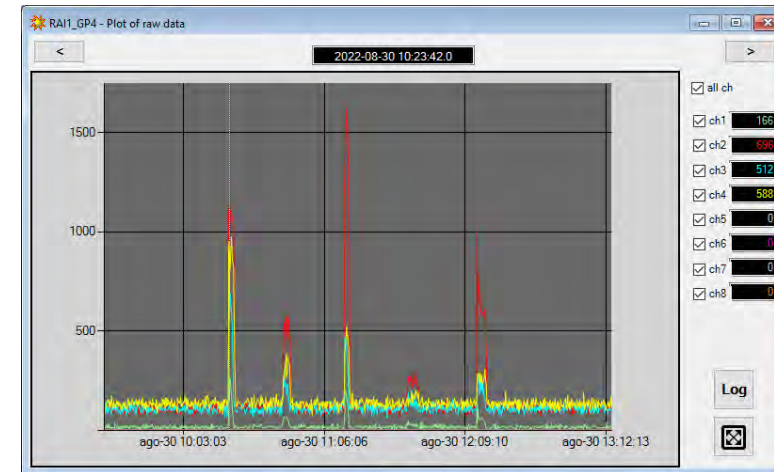 RAI1_GP4 - Plot of raw data
<
2022-08-30 10:23:42.0
>
all ch
ch1 166
ch2 696
ch3 512
ch4 588
ch5 0
ch6 0
ch7 0
ch8 0
1500
1000
500
ago-30 10:03:03
ago-30 11:06:06
ago-30 12:09:10
ago-30 13:12:13
Log